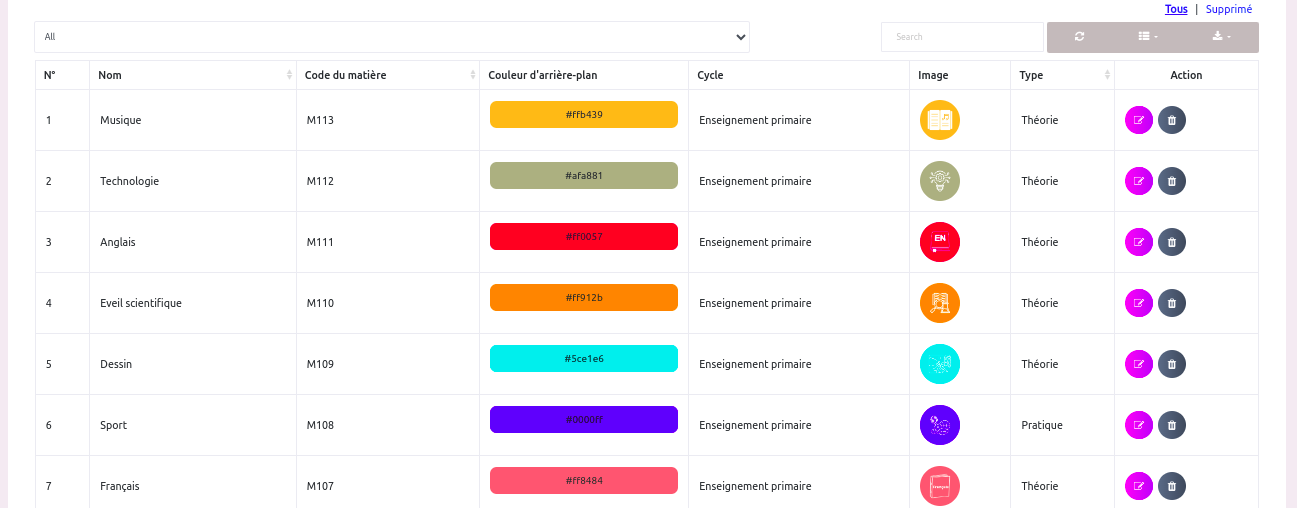 Tous | Supprimé
All
Search
N° Nom Code du matière Couleur d'arrière-plan Cycle Image Type Action
1 Musique M113 #ffb439 Enseignement primaire Théorie
2 Technologie M112 #afa881 Enseignement primaire Théorie
3 Anglais M111 #ff0057 Enseignement primaire EN Théorie
4 Eveil scientifique M110 #ff912b Enseignement primaire Théorie
5 Dessin M109 #5ce1e6 Enseignement primaire Théorie
6 Sport M108 #0000ff Enseignement primaire Pratique
7 Français M107 #ff8484 Enseignement primaire Théorie